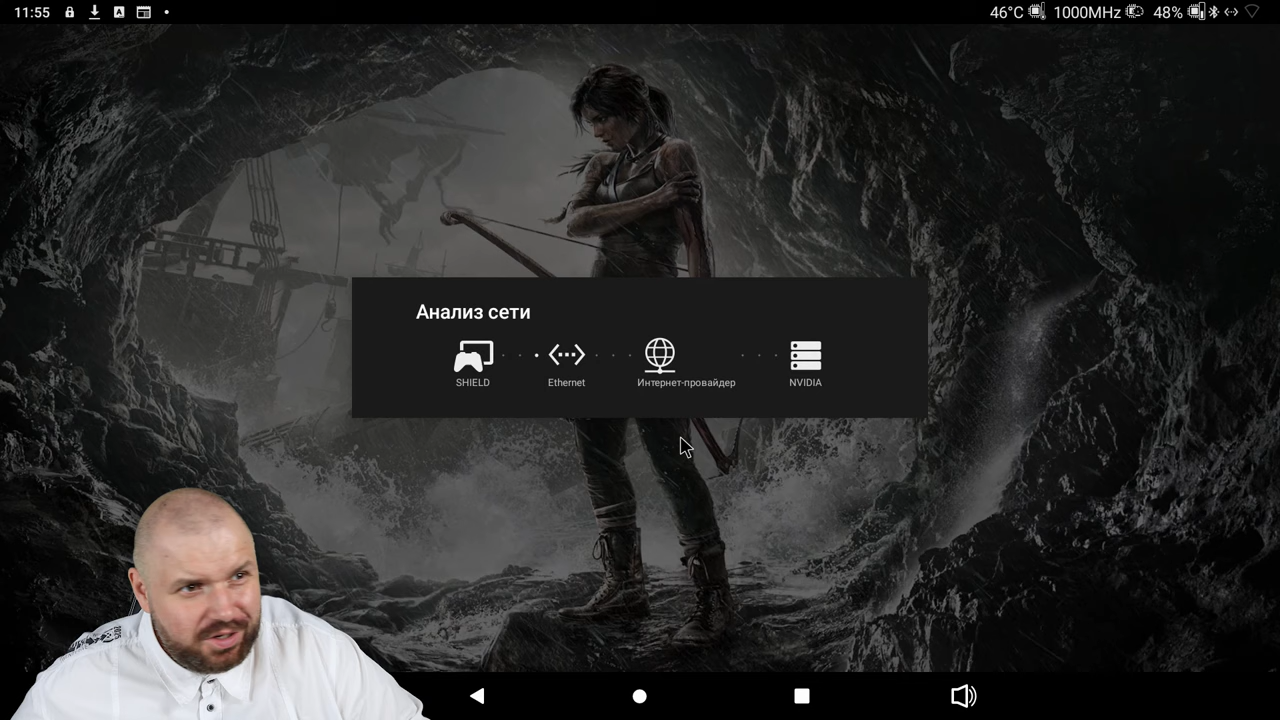 11:55 46°C 1000MHz 48%
Анализ сети
SHIELD Ethernet Интернет-провайдер NVIDIA